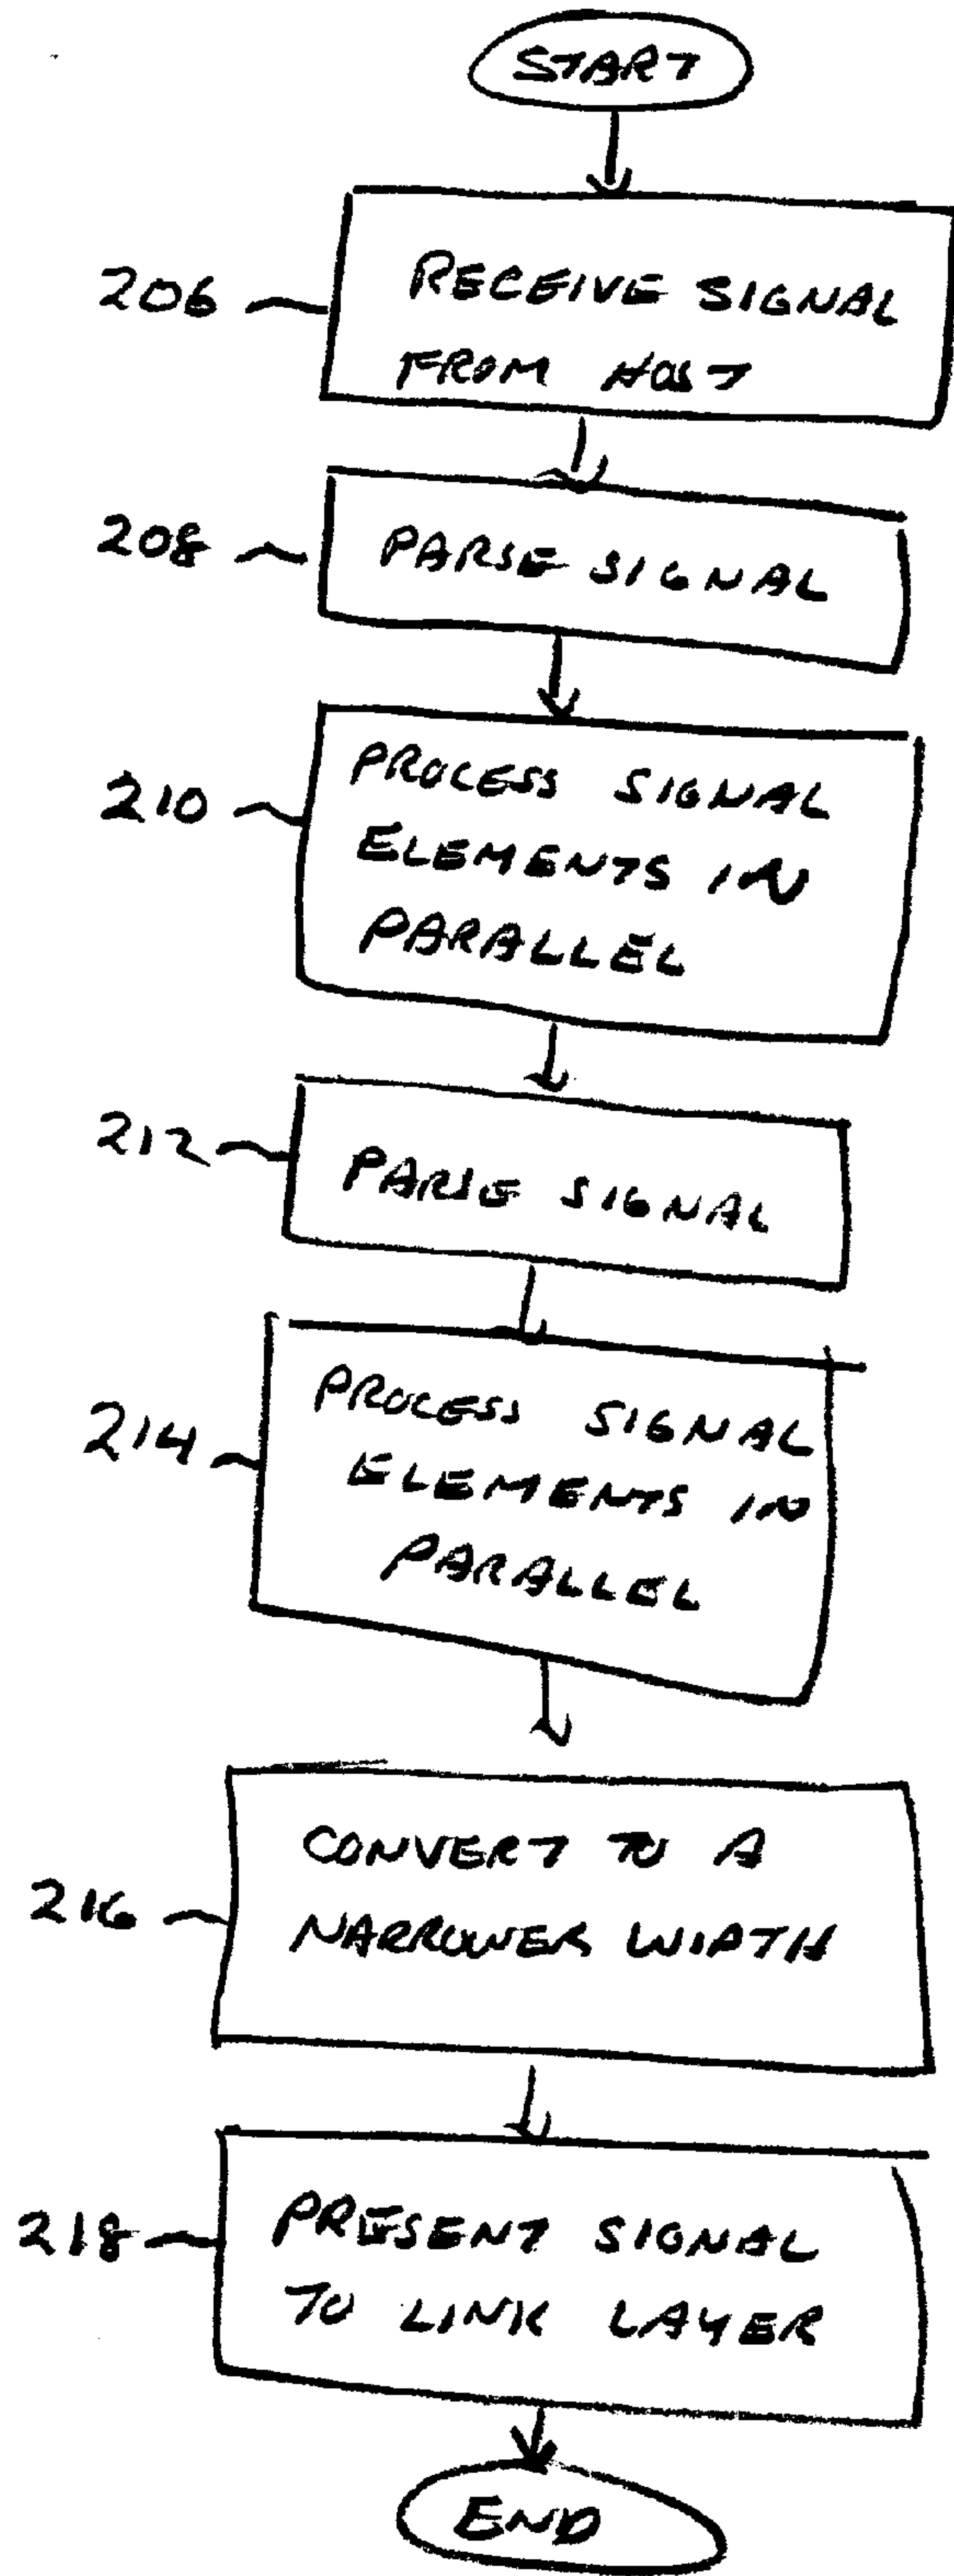 START
206
RECEIVE SIGNAL
FROM HOST
208
PARSE SIGNAL
210
PROCESS SIGNAL
ELEMENTS IN
PARALLEL
212
PARSE SIGNAL
214
PROCESS SIGNAL
ELEMENTS IN
PARALLEL
216
CONVERT TO A
NARROWER WIDTH
218
PRESENT SIGNAL
TO LINK LAYER
END